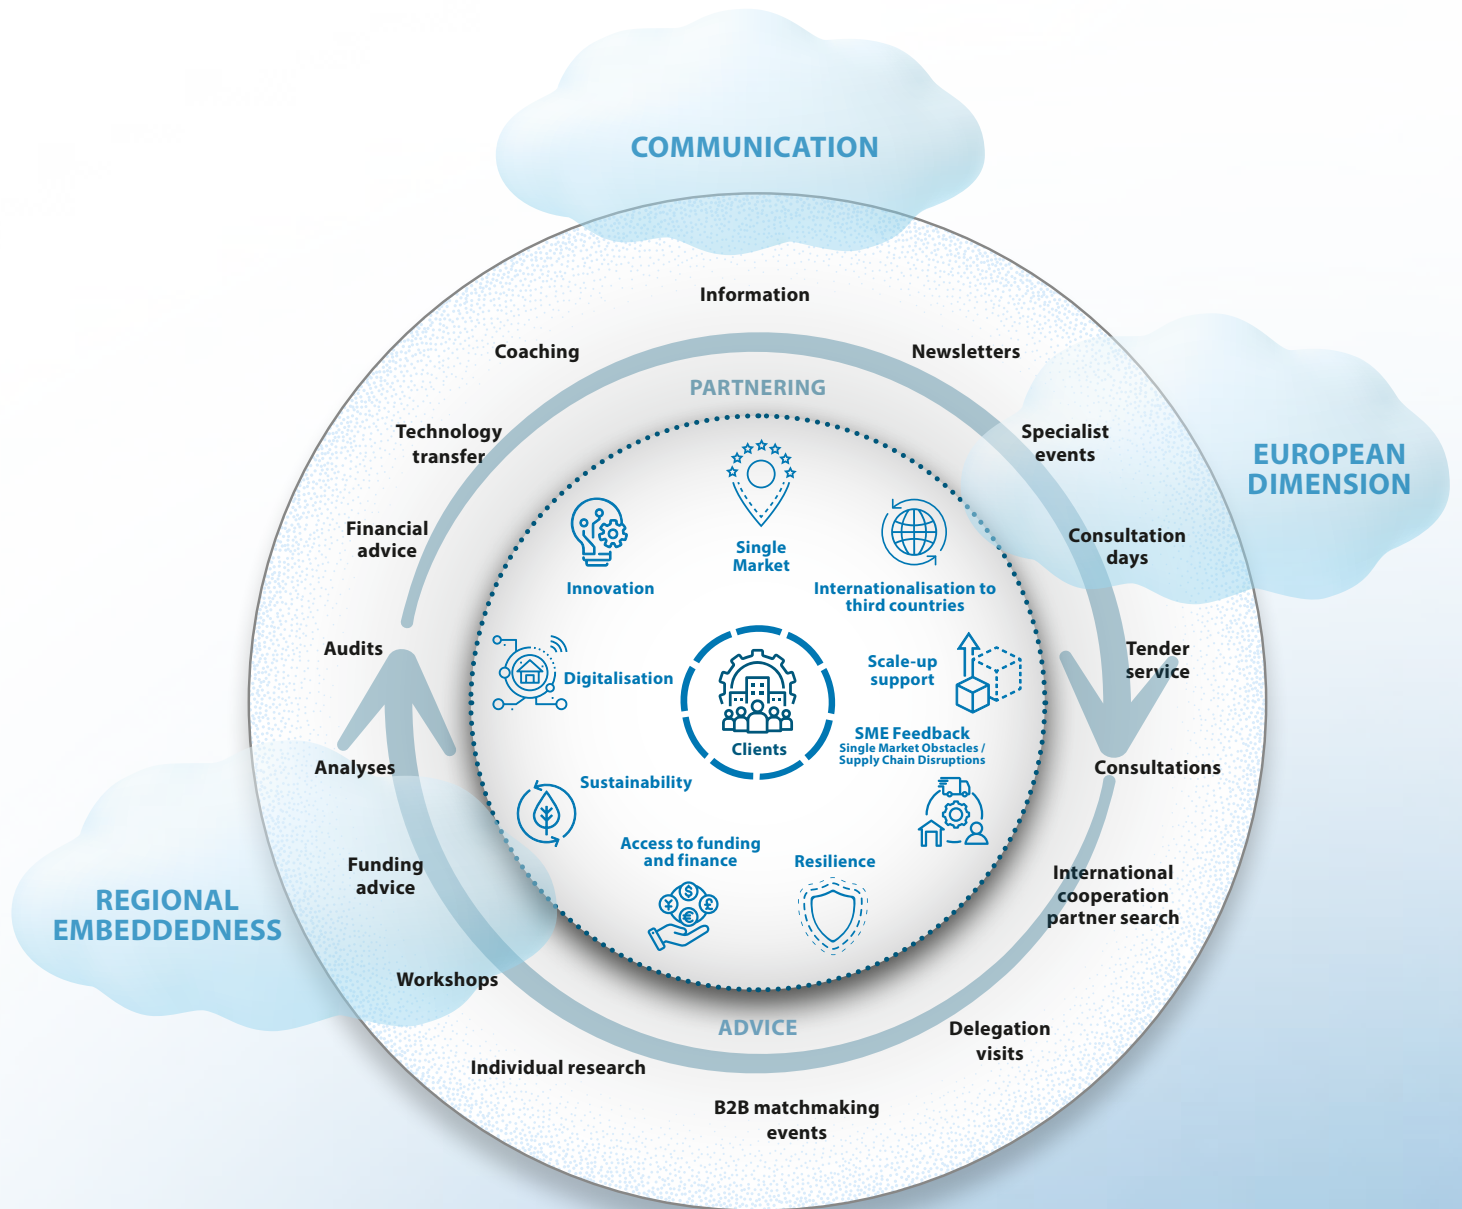 COMMUNICATION
Information
Coaching
Newsletters
PARTNERING
Technology
transfer
Specialist
events
EUROPEAN
DIMENSION
Financial
advice
Consultation
days
Single
Market
Innovation
Internationalisation to
third countries
Audits
Tender
service
Digitalisation
Scale-up
support
Clients
SME Feedback
Single Market Obstacles /
Supply Chain Disruptions
Analyses
Consultations
Sustainability
Access to funding
and finance
Resilience
Funding
advice
International
cooperation
partner search
REGIONAL
EMBEDDEDNESS
Workshops
ADVICE
Delegation
visits
Individual research
B2B matchmaking
events